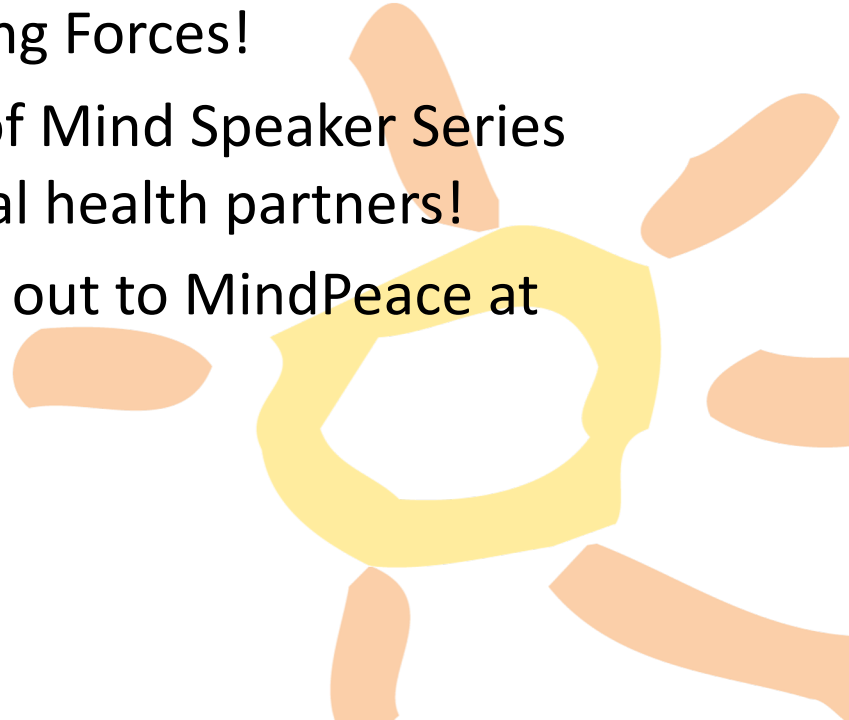 ng Forces!
of Mind Speaker Series
al health partners!
out to MindPeace at